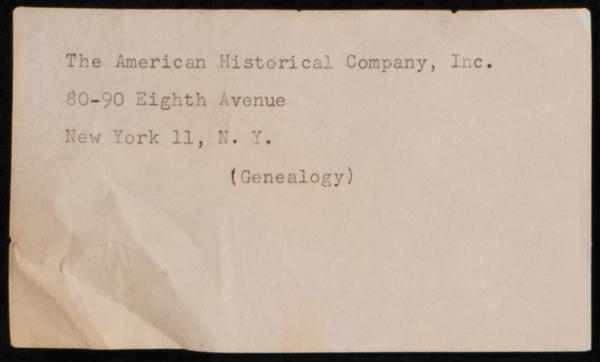 The American Historical Company, Inc.
80-90 Eighth Avenue
New York 11, N. Y.
(Genealogy)